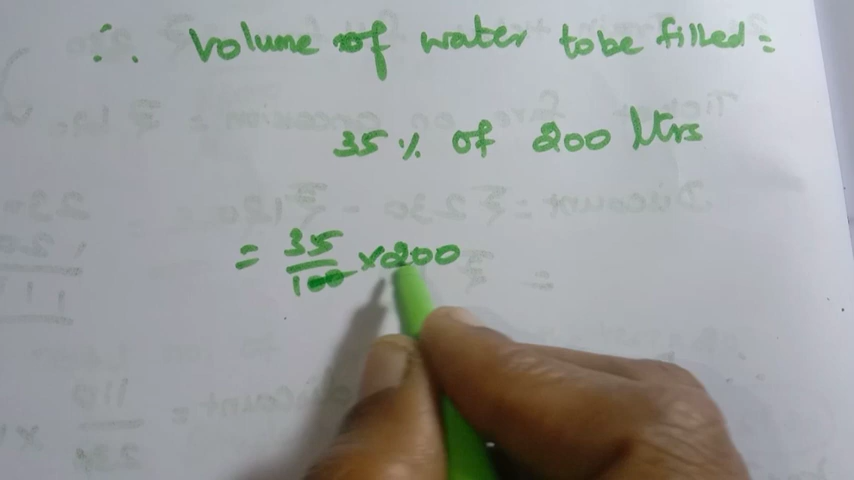 ∴ Volume of water to be filled =
35% of 200 ltrs
= 35/100 × 200